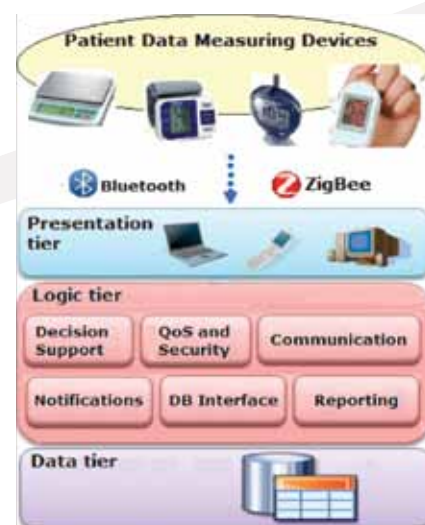 Patient Data Measuring Devices
Bluetooth
ZigBee
Presentation
tier
Logic tier
Decision
Support
QoS and
Security
Communication
Notifications
DB Interface
Reporting
Data tier